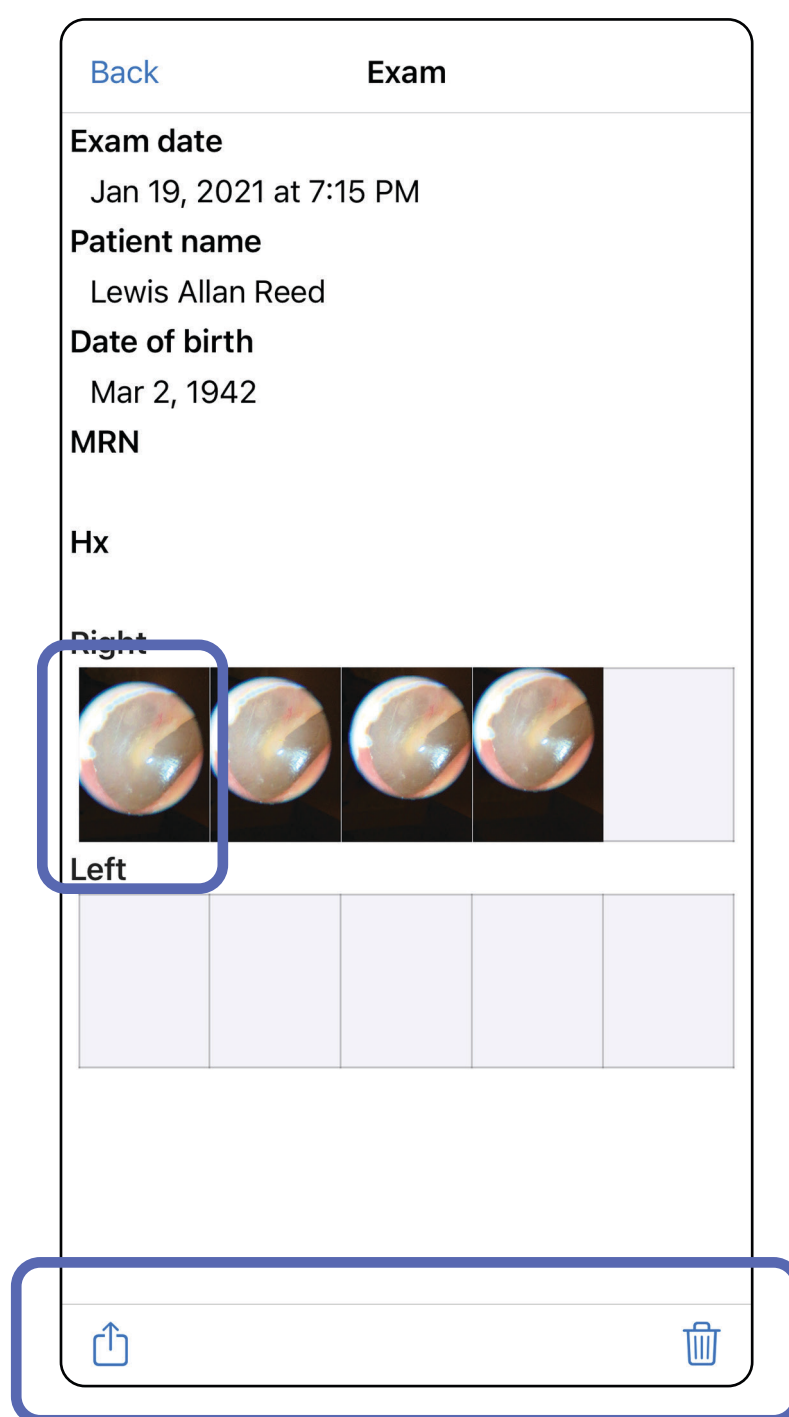 Back
Exam
Exam date
Jan 19, 2021 at 7:15 PM
Patient name
Lewis Allan Reed
Date of birth
Mar 2, 1942
MRN
Hx
Right
Left